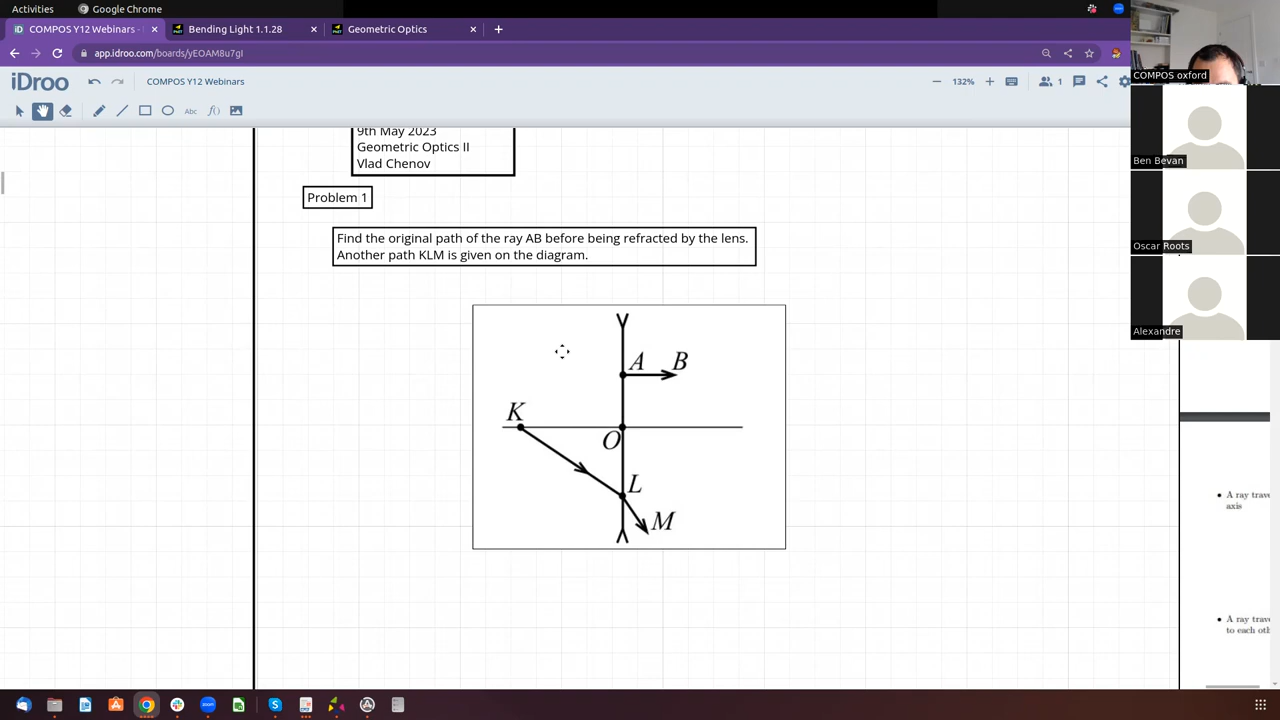 Activities
Google Chrome
COMPOS Y12 Webinars -
Bending Light 1.1.28
Geometric Optics
app.idroo.com/boards/yEOAM8u7gI
iDroo
COMPOS Y12 Webinars
132%
1
Abc
f()
9th May 2023
Geometric Optics II
Vlad Chenov
Problem 1
Find the original path of the ray AB before being refracted by the lens.
Another path KLM is given on the diagram.
A B
K
O
L
M
COMPOS oxford
Ben Bevan
Oscar Roots
Alexandre
A ray trave
axis
A ray trave
to each oth